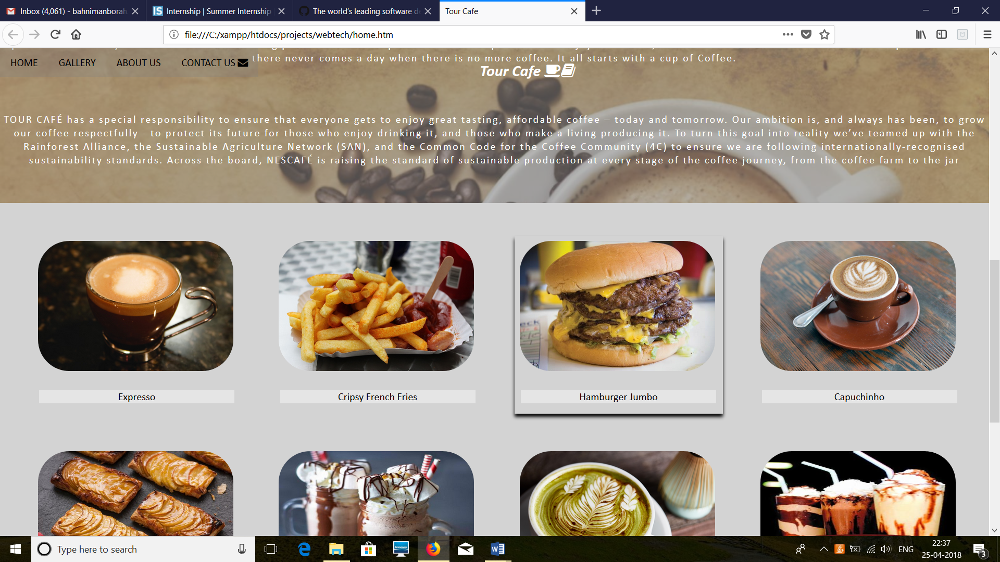 Inbox (4,061) - bahnimanborah
Internship | Summer Internship
The world's leading software de
Tour Cafe
file:///C:/xampp/htdocs/projects/webtech/home.htm
HOME
GALLERY
ABOUT US
CONTACT US
there never comes a day when there is no more coffee. It all starts with a cup of Coffee.
Tour Cafe
TOUR CAFÉ has a special responsibility to ensure that everyone gets to enjoy great tasting, affordable coffee – today and tomorrow. Our ambition is, and always has been, to grow
our coffee respectfully - to protect its future for those who enjoy drinking it, and those who make a living producing it. To turn this goal into reality we've teamed up with the
Rainforest Alliance, the Sustainable Agriculture Network (SAN), and the Common Code for the Coffee Community (4C) to ensure we are following internationally-recognised
sustainability standards. Across the board, NESCAFÉ is raising the standard of sustainable production at every stage of the coffee journey, from the coffee farm to the jar
Expresso
Cripsy French Fries
Hamburger Jumbo
Capuchinho
Type here to search
ENG
22:37
25-04-2018
3